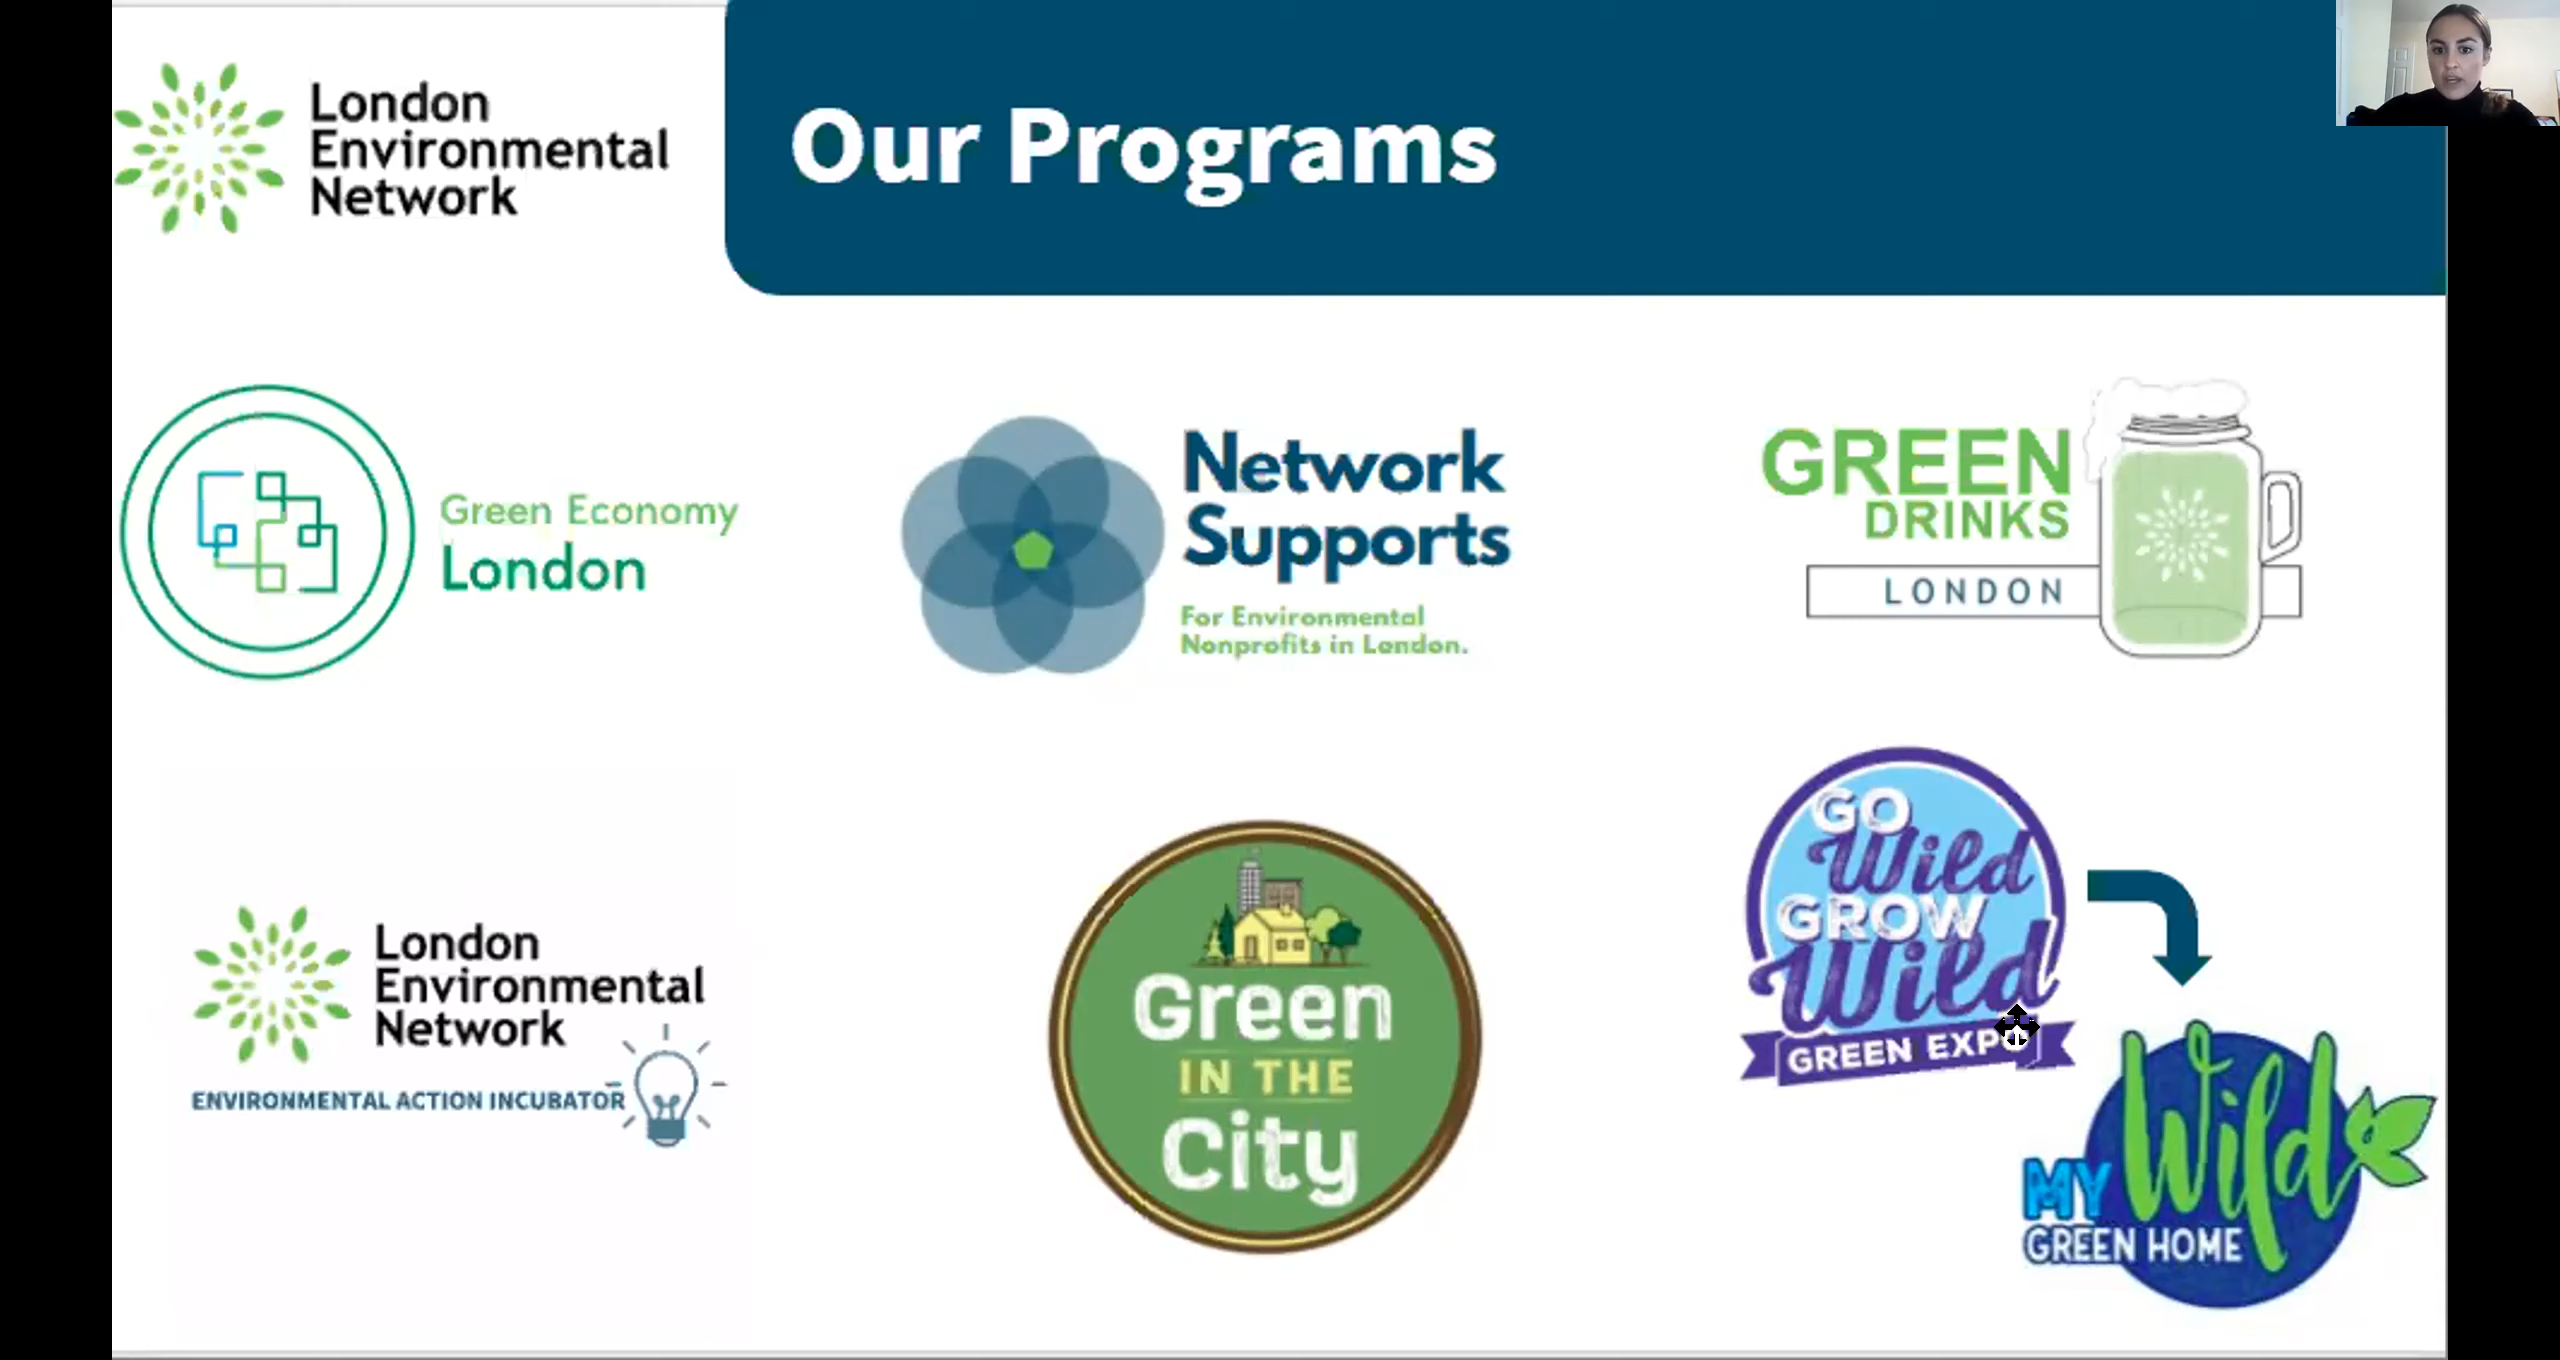 London
Environmental
Network
Our Programs
Green Economy
London
Network
Supports
For Environmental
Nonprofits in London.
GREEN
DRINKS
LONDON
London
Environmental
Network
ENVIRONMENTAL ACTION INCUBATOR
Green
IN THE
City
GO
Wild
GROW
Wild
GREEN EXPO
MY Wild
GREEN HOME